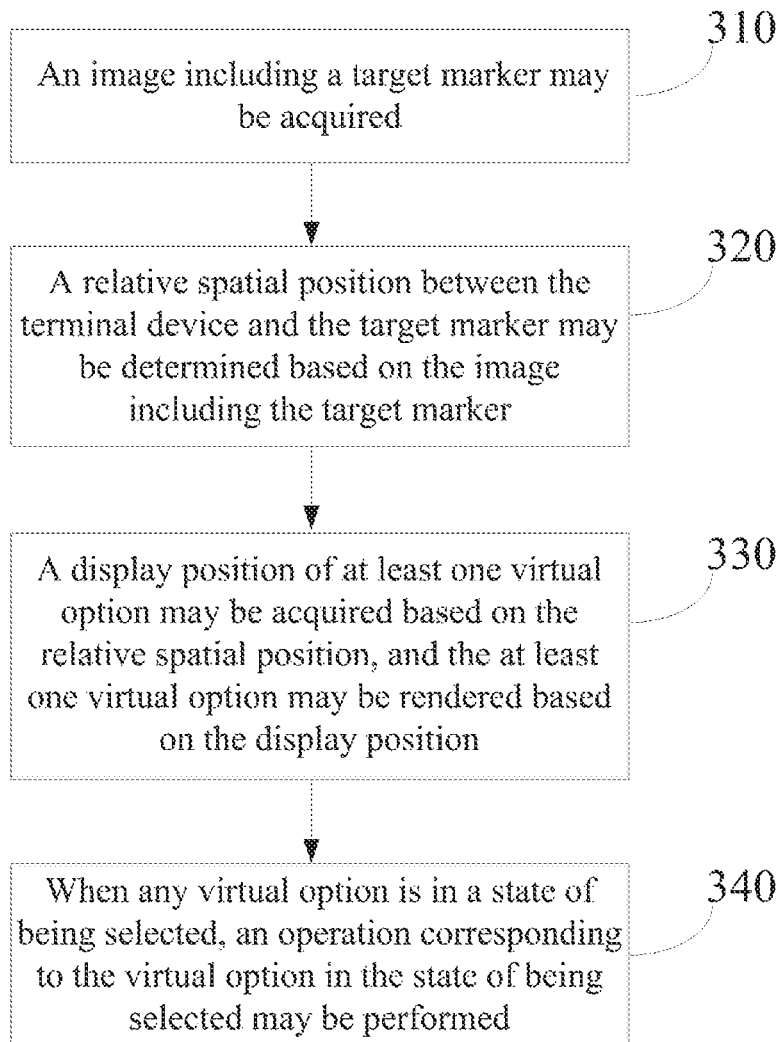 310
An image including a target marker may
be acquired
320
A relative spatial position between the
terminal device and the target marker may
be determined based on the image
including the target marker
330
A display position of at least one virtual
option may be acquired based on the
relative spatial position, and the at least
one virtual option may be rendered based
on the display position
340
When any virtual option is in a state of
being selected, an operation corresponding
to the virtual option in the state of being
selected may be performed